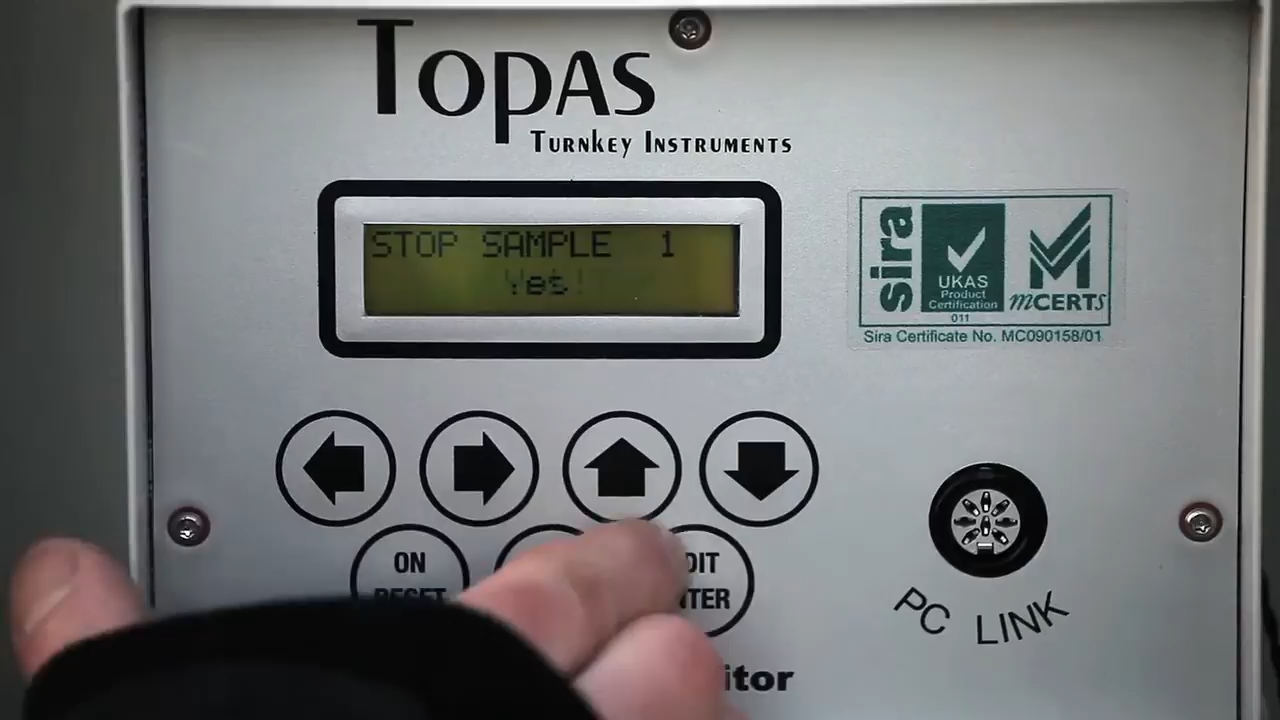 Topas
Turnkey Instruments
STOP SAMPLE 1
Yes!
sira
UKAS
Product
Certification
011
mCERTs
Sira Certificate No. MC090158/01
ON
RESET
PC LINK